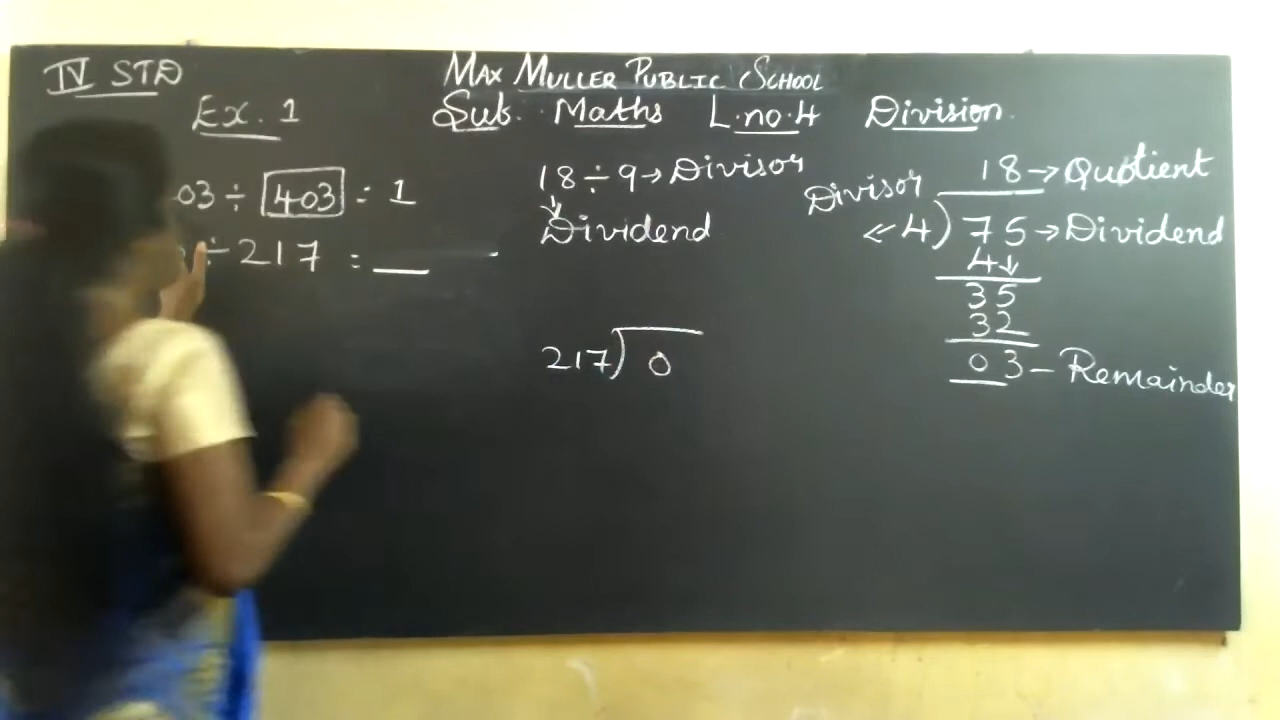 IV STD
MAX MULLER PUBLIC SCHOOL
Ex. 1
Sub. Maths L.no.4 Division.
03 ÷ 403 = 1
÷ 217 = __
18 ÷ 9 → Divisor
Dividend
217) 0
18 → Quotient
Divisor
← 4) 75 → Dividend
4↓
35
32
03 - Remainder